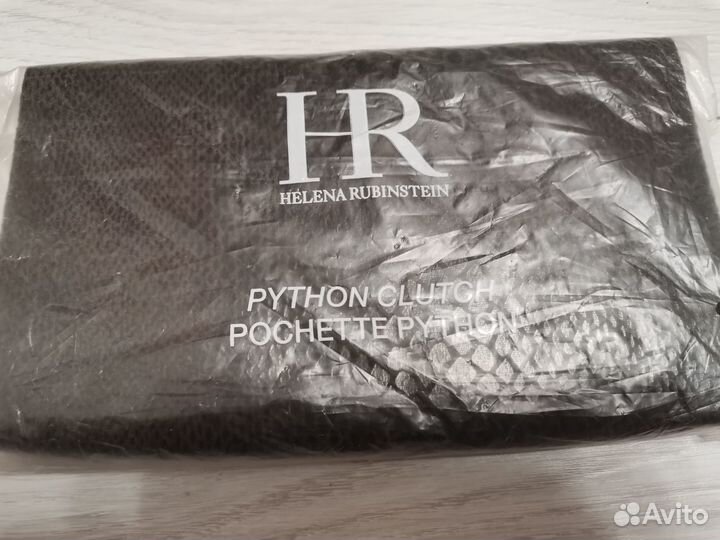 HR
HELENA RUBINSTEIN
PYTHON CLUTCH
POCHETTE PYTHON
Avito